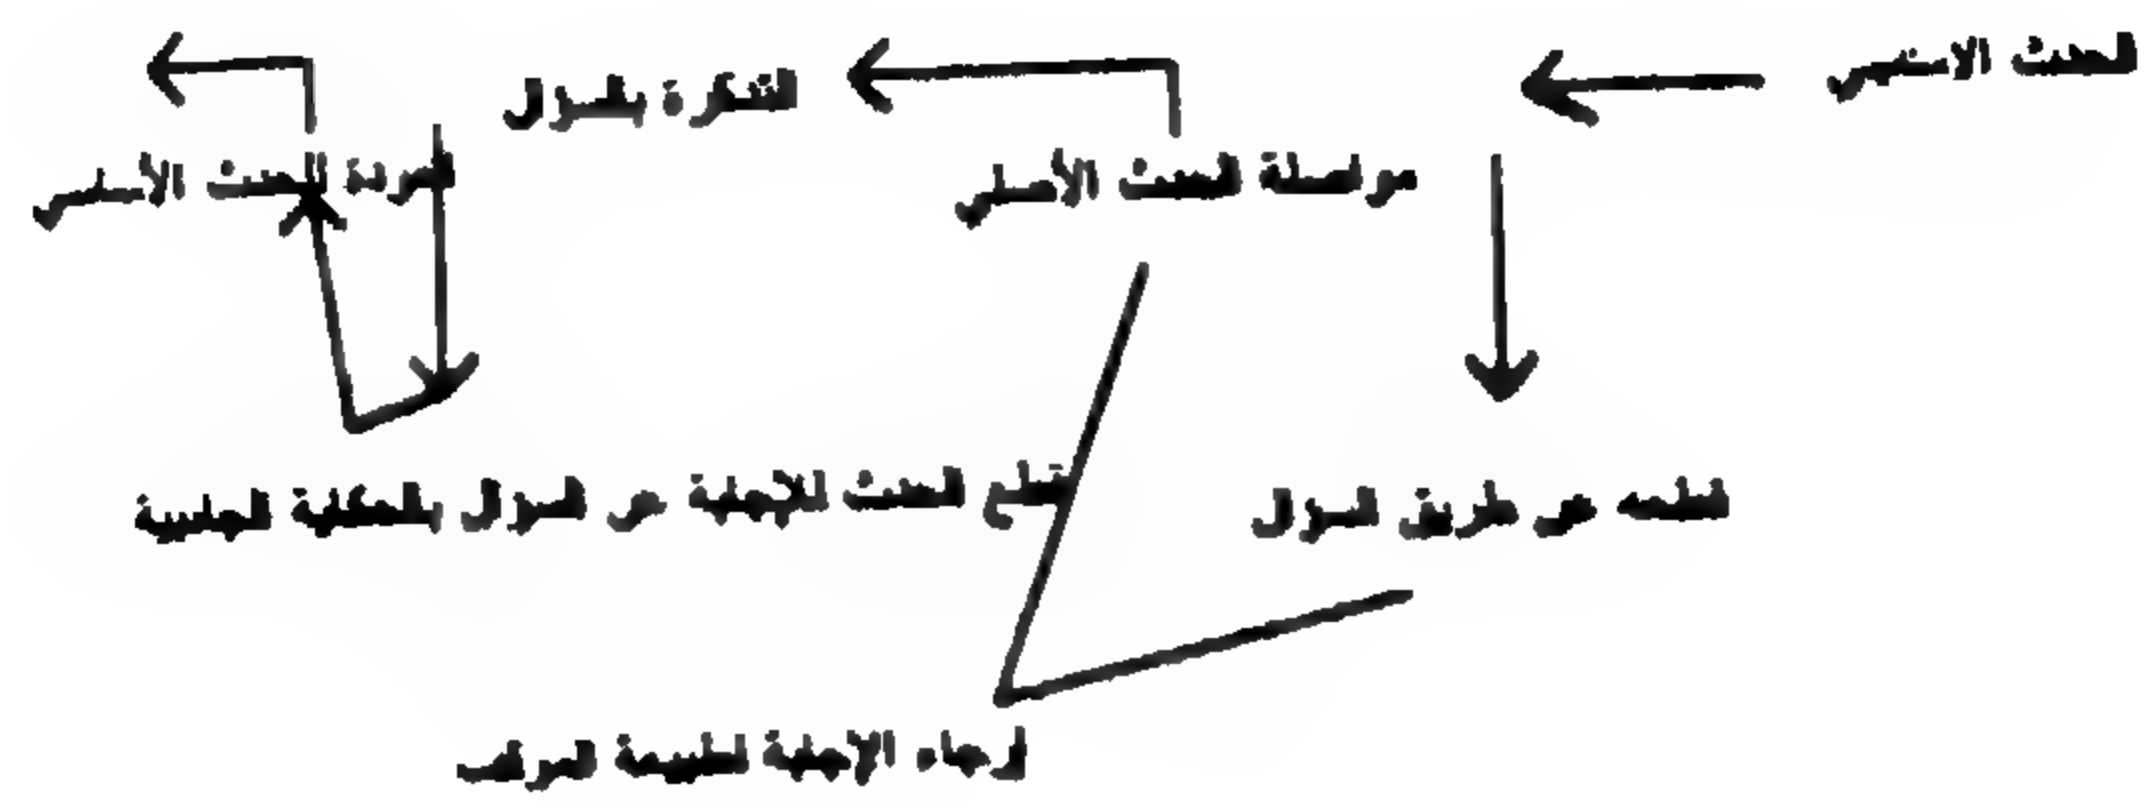 الحدث الاستهلالي
التذكرة بالسؤال
مواصلة الحدث الأصلي
العودة للحدث الأصلي
قطعه عن طريق السؤال
قطع الحدث للإجابة عن السؤال بالحكاية الجانبية
إرجاء الإجابة لطبيعة الموقف